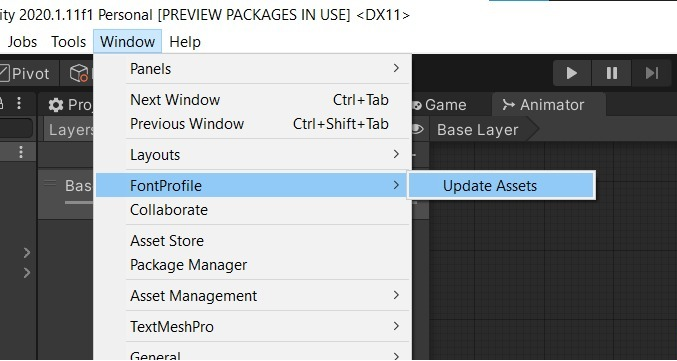 ity 2020.1.11f1 Personal [PREVIEW PACKAGES IN USE] <DX11>
Jobs Tools Window Help
Pivot
Panels
Next Window Ctrl+Tab
Previous Window Ctrl+Shift+Tab
Layouts
FontProfile Update Assets
Collaborate
Asset Store
Package Manager
Asset Management
TextMeshPro
General
Proj
Layers
Bas
Game
Animator
Base Layer